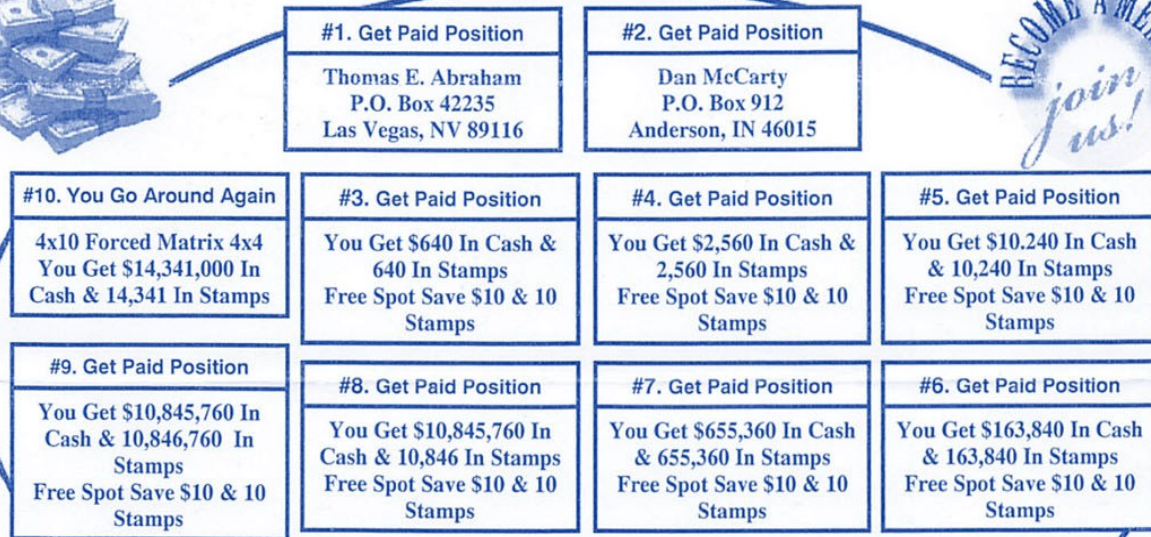 #1. Get Paid Position
Thomas E. Abraham
P.O. Box 42235
Las Vegas, NV 89116
#2. Get Paid Position
Dan McCarty
P.O. Box 912
Anderson, IN 46015
BECOME A
join
us!
#10. You Go Around Again
4x10 Forced Matrix 4x4
You Get $14,341,000 In
Cash & 14,341 In Stamps
#3. Get Paid Position
You Get $640 In Cash &
640 In Stamps
Free Spot Save $10 & 10
Stamps
#4. Get Paid Position
You Get $2,560 In Cash &
2,560 In Stamps
Free Spot Save $10 & 10
Stamps
#5. Get Paid Position
You Get $10.240 In Cash
& 10,240 In Stamps
Free Spot Save $10 & 10
Stamps
#9. Get Paid Position
You Get $10,845,760 In
Cash & 10,846,760 In
Stamps
Free Spot Save $10 & 10
Stamps
#8. Get Paid Position
You Get $10,845,760 In
Cash & 10,846 In Stamps
Free Spot Save $10 & 10
Stamps
#7. Get Paid Position
You Get $655,360 In Cash
& 655,360 In Stamps
Free Spot Save $10 & 10
Stamps
#6. Get Paid Position
You Get $163,840 In Cash
& 163,840 In Stamps
Free Spot Save $10 & 10
Stamps